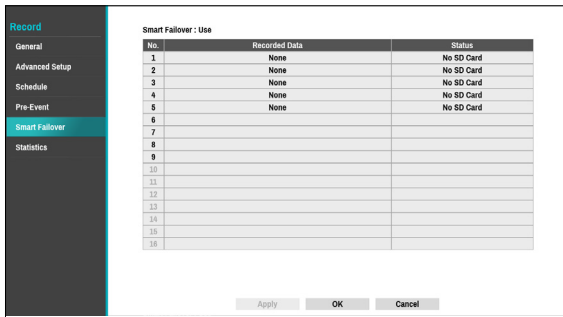 Record
General
Advanced Setup
Schedule
Pre-Event
Smart Failover
Statistics
Smart Failover : Use
No. Recorded Data Status
1 None No SD Card
2 None No SD Card
3 None No SD Card
4 None No SD Card
5 None No SD Card
6
7
8
9
10
11
12
13
14
15
16
Apply OK Cancel